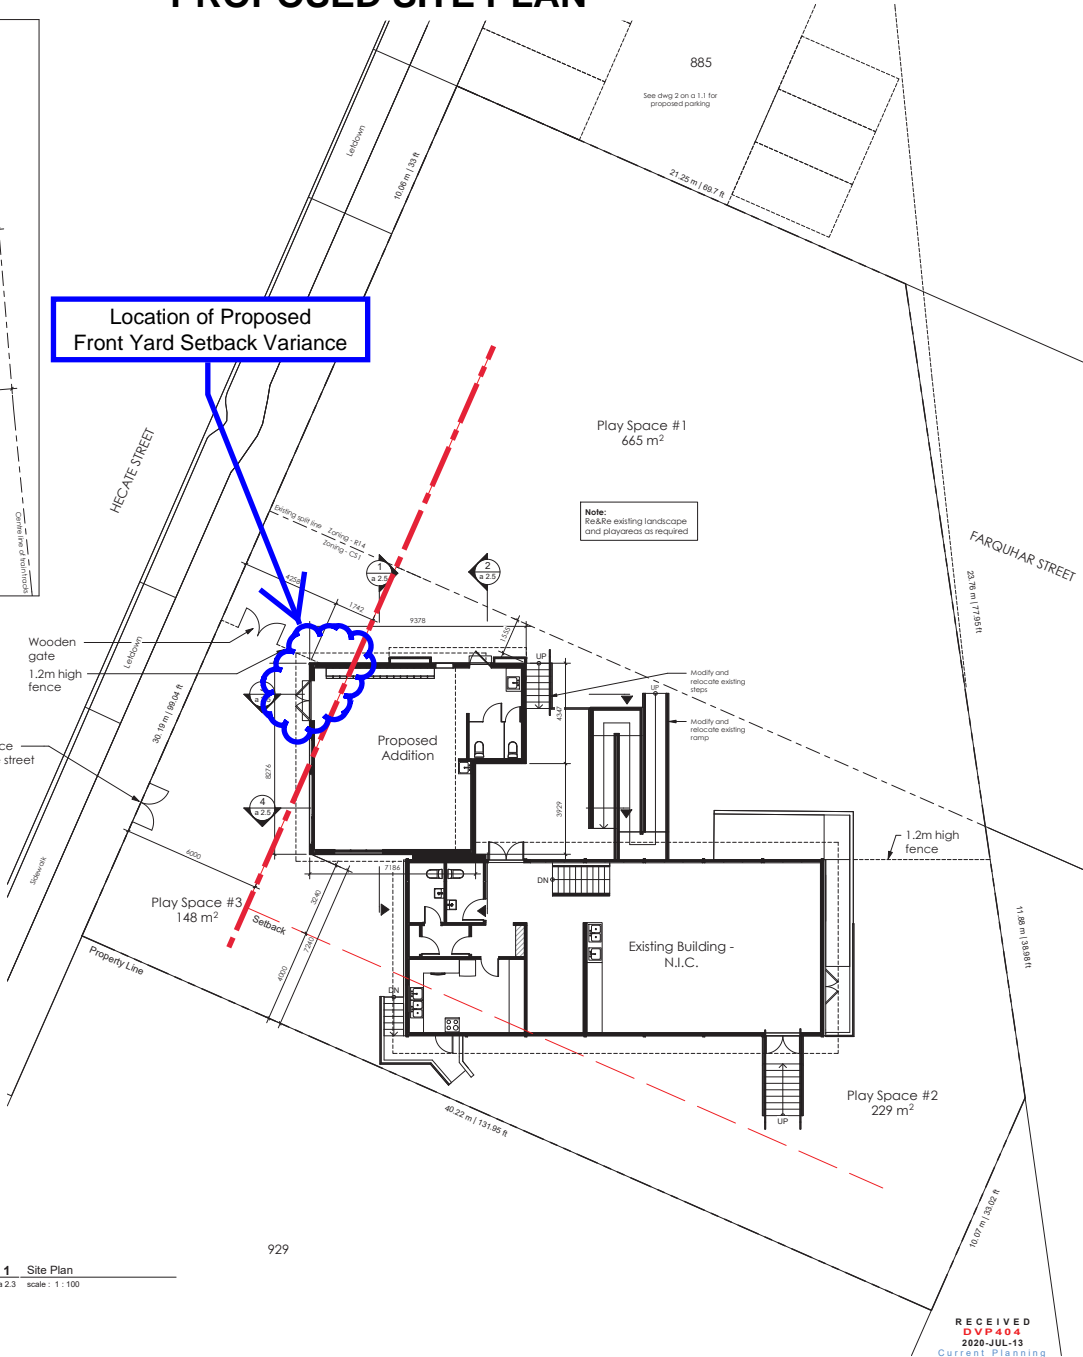 PROPOSED SITE PLAN
885
See dwg 2 on a 1.1 for
proposed parking
Letdown
10.06 m | 33 ft
21.25 m | 69.7 ft
Location of Proposed
Front Yard Setback Variance
HECATE STREET
Play Space #1
665 m²
Note:
Re&Re existing landscape
and playareas as required
FARQUHAR STREET
23.76 m | 77.95 ft
Centre line of train tracks
Existing split line
Zoning - R14
Zoning - CS1
1
a 2.5
2
a 2.5
4258
1742
9378
1551
Wooden
gate
1.2m high
fence
Letdown
30.19 m | 99.04 ft
street
UP
Modify and
relocate existing
steps
UP
Modify and
relocate existing
ramp
4347
Proposed
Addition
8276
4
a 2.5
3929
6000
7186
1.2m high
fence
Sidewalk
3240
7240
4000
Play Space #3
148 m²
Setback
Property Line
DN
Existing Building -
N.I.C.
DN
11.88 m | 38.98 ft
Play Space #2
229 m²
UP
40.22 m | 131.95 ft
10.07 m | 33.02 ft
929
1 Site Plan
a 2.3 scale : 1 : 100
RECEIVED
DVP404
2020-JUL-13
Current Planning